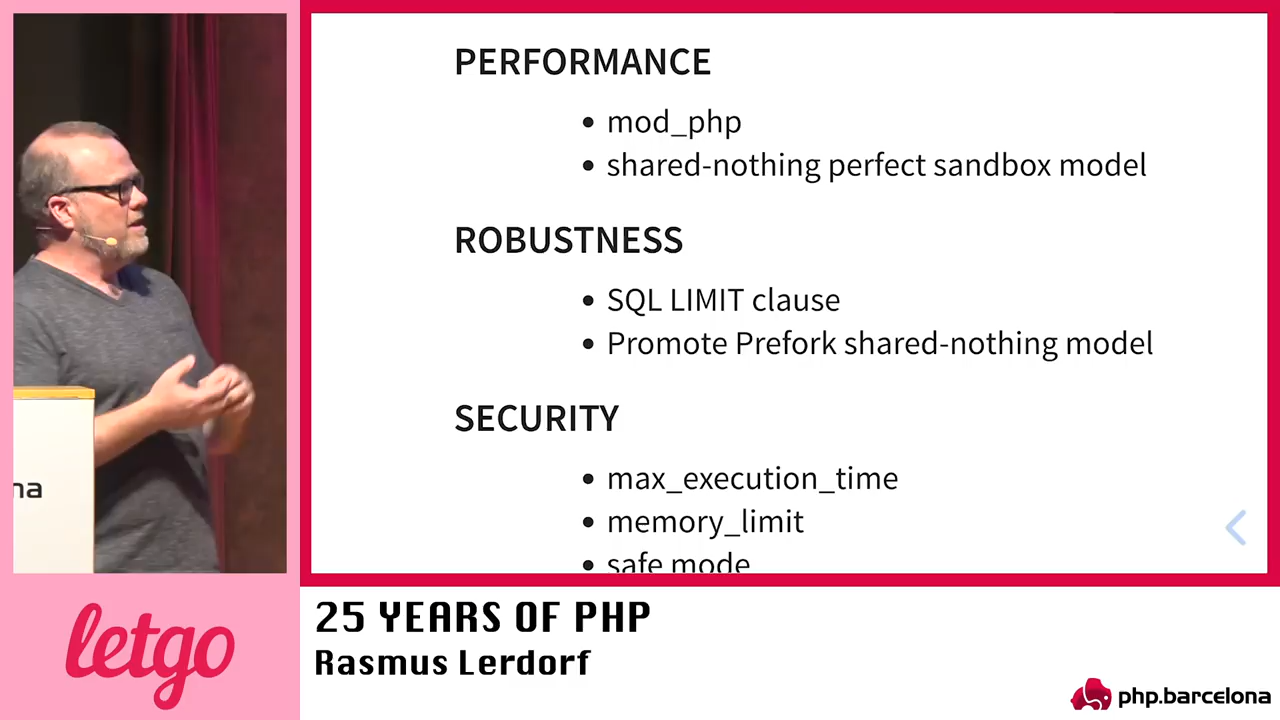 PERFORMANCE
• mod_php
• shared-nothing perfect sandbox model
ROBUSTNESS
• SQL LIMIT clause
• Promote Prefork shared-nothing model
SECURITY
• max_execution_time
• memory_limit
• safe mode
na
letgo
25 YEARS OF PHP
Rasmus Lerdorf
php.barcelona